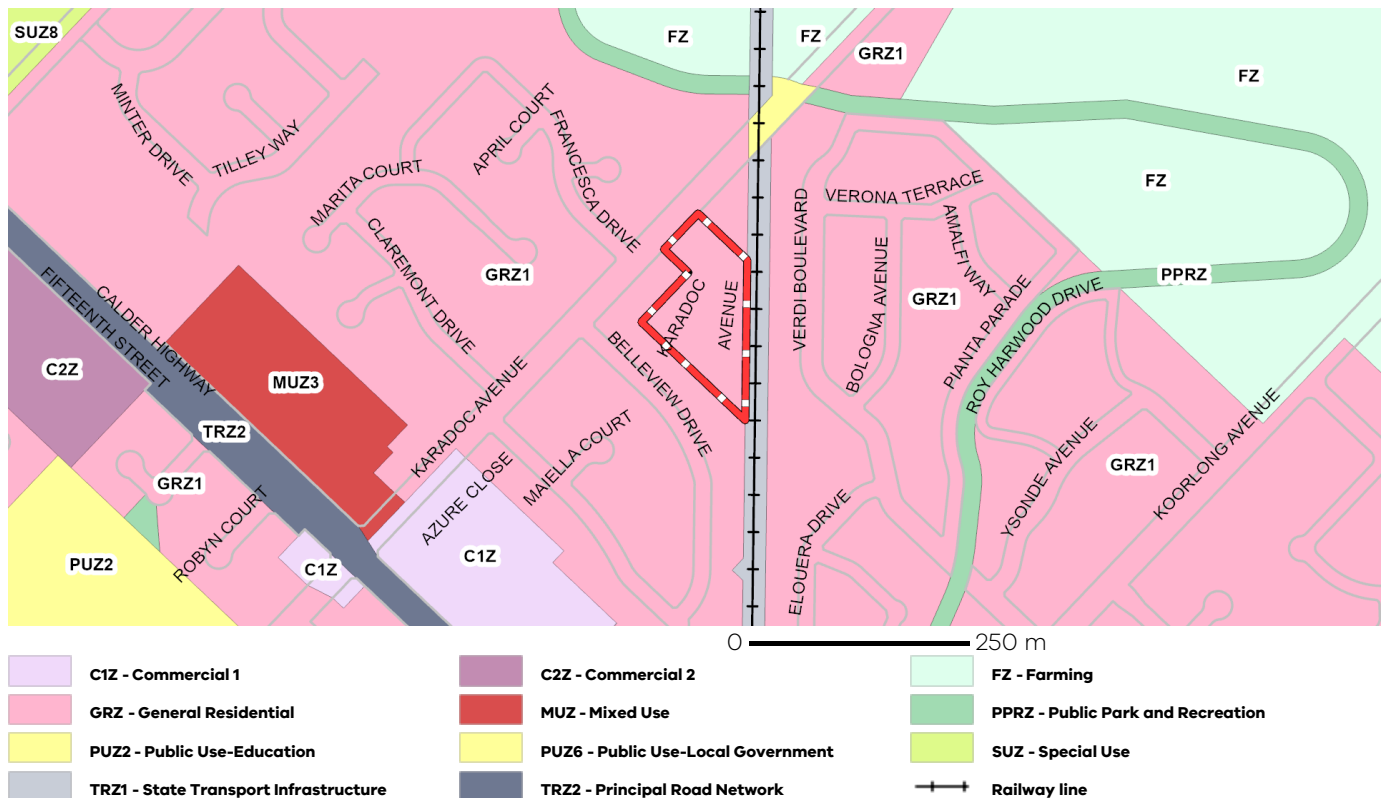 SUZ8
FZ
FZ
GRZ1
FZ
MINTER DRIVE
TILLEY WAY
APRIL COURT
FRANCESCA DRIVE
MARITA COURT
VERONA TERRACE
FZ
CLAREMONT DRIVE
GRZ1
VERDI BOULEVARD
AMALFI WAY
BOLOGNA AVENUE
GRZ1
PPRZ
KARADOC
AVENUE
PIANTA PARADE
ROY HARWOOD DRIVE
FIFTEENTH STREET
CALDER HIGHWAY
C2Z
MUZ3
BELLEVIEW DRIVE
TRZ2
KARADOC AVENUE
MAIELLA COURT
AZURE CLOSE
GRZ1
ROBYN COURT
YSONDE AVENUE
GRZ1
KOORLONG AVENUE
ELOUERA DRIVE
PUZ2
C1Z
C1Z
0 250 m
C1Z - Commercial 1
C2Z - Commercial 2
FZ - Farming
GRZ - General Residential
MUZ - Mixed Use
PPRZ - Public Park and Recreation
PUZ2 - Public Use-Education
PUZ6 - Public Use-Local Government
SUZ - Special Use
TRZ1 - State Transport Infrastructure
TRZ2 - Principal Road Network
Railway line